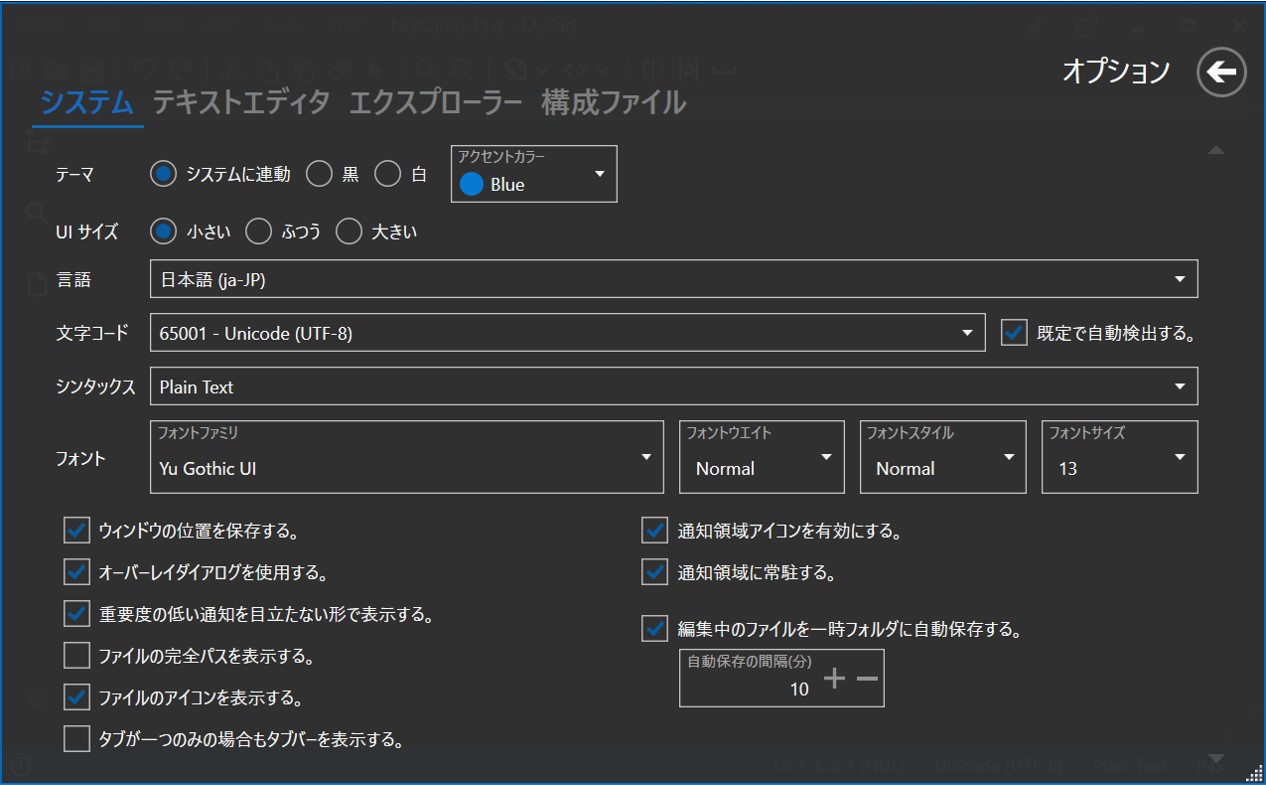 NoName-1.txt - MyPad
オプション
システム テキストエディタ エクスプローラー 構成ファイル
テーマ システムに連動 黒 白 アクセントカラー Blue
UI サイズ 小さい ふつう 大きい
言語 日本語 (ja-JP)
文字コード 65001 - Unicode (UTF-8) 既定で自動検出する。
シンタックス Plain Text
フォントファミリ フォントウエイト フォントスタイル フォントサイズ
フォント Yu Gothic UI Normal Normal 13
ウィンドウの位置を保存する。 通知領域アイコンを有効にする。
オーバーレイダイアログを使用する。 通知領域に常駐する。
重要度の低い通知を目立たない形で表示する。
編集中のファイルを一時フォルダに自動保存する。
ファイルの完全パスを表示する。 自動保存の間隔(分)
10
ファイルのアイコンを表示する。
タブが一つのみの場合もタブバーを表示する。
Ln 1, Col 1 (NUL) Unicode (UTF-8) Plain Text INS